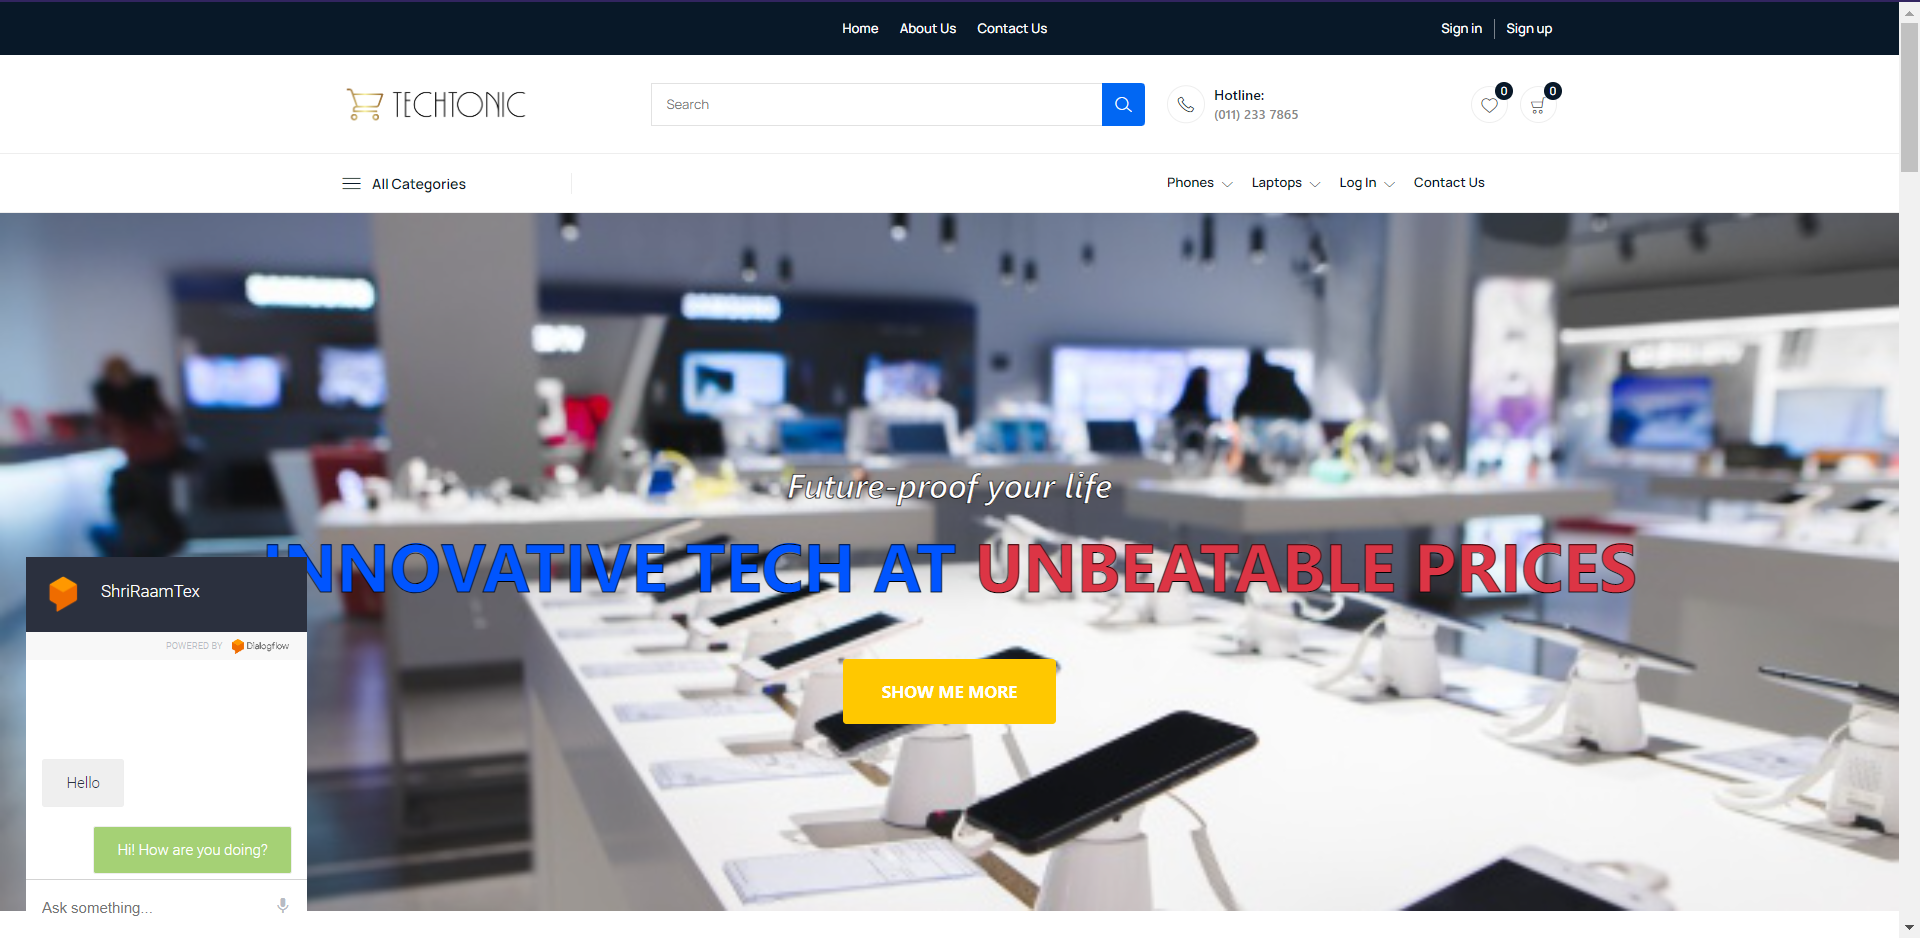 Home About Us Contact Us Sign in Sign up
TECHTONIC
Search
Hotline:
(011) 233 7865
0 0
All Categories
Phones Laptops Log In Contact Us
SAMSUNG
Future-proof your life
INNOVATIVE TECH AT UNBEATABLE PRICES
SHOW ME MORE
ShriRaamTex
POWERED BY Dialogflow
Hello
Hi! How are you doing?
Ask something...